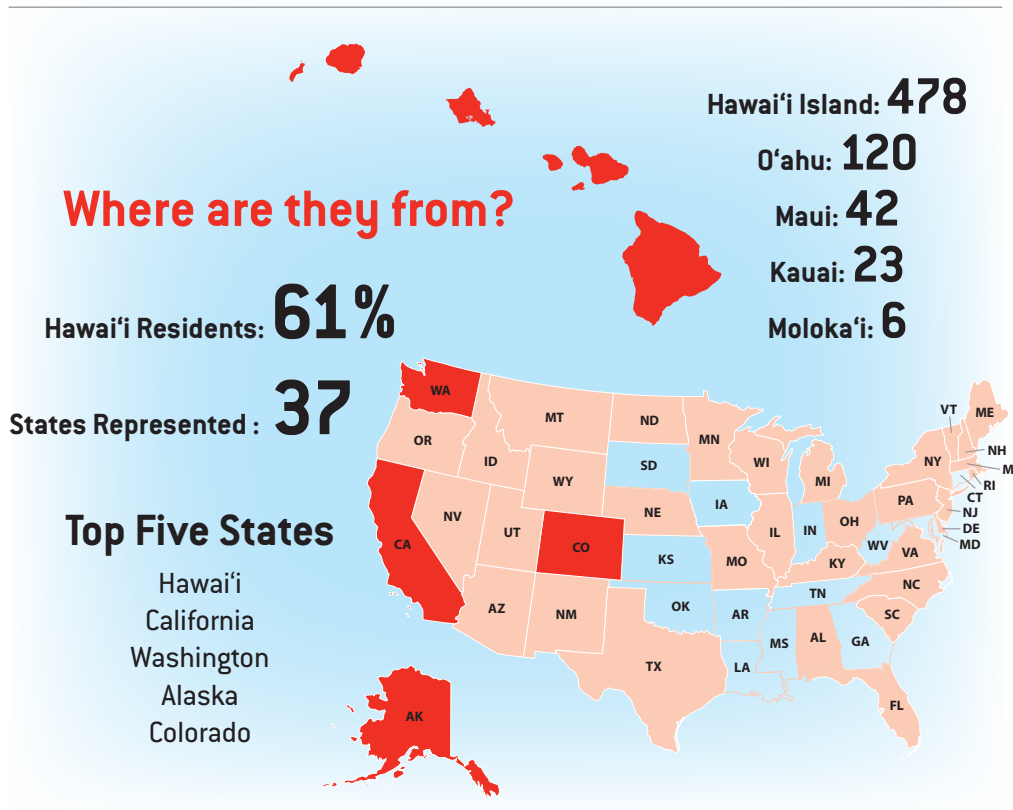 Where are they from?
Hawai‘i Residents: 61%
States Represented : 37
Top Five States
Hawai‘i
California
Washington
Alaska
Colorado
Hawai‘i Island: 478
O‘ahu: 120
Maui: 42
Kauai: 23
Moloka‘i: 6
WA
OR
CA
NV
ID
MT
WY
UT
CO
AZ
NM
ND
SD
NE
KS
OK
TX
MN
IA
MO
AR
LA
WI
IL
MI
IN
OH
KY
TN
MS
AL
GA
FL
SC
NC
VA
WV
PA
NY
VT
ME
NH
M
RI
CT
NJ
DE
MD
AK